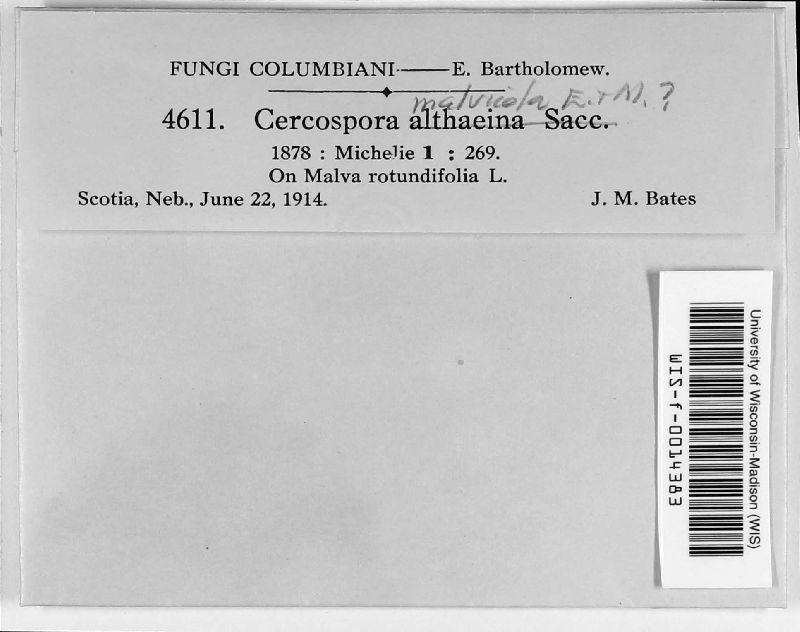 FUNGI COLUMBIANI——E. Bartholomew.
malvicola E. + M. ?
4611. Cercospora althaeina Sacc.
1878 : Michelie 1 : 269.
On Malva rotundifolia L.
Scotia, Neb., June 22, 1914. J. M. Bates
University of Wisconsin-Madison (WIS)
WIS-f-0014383